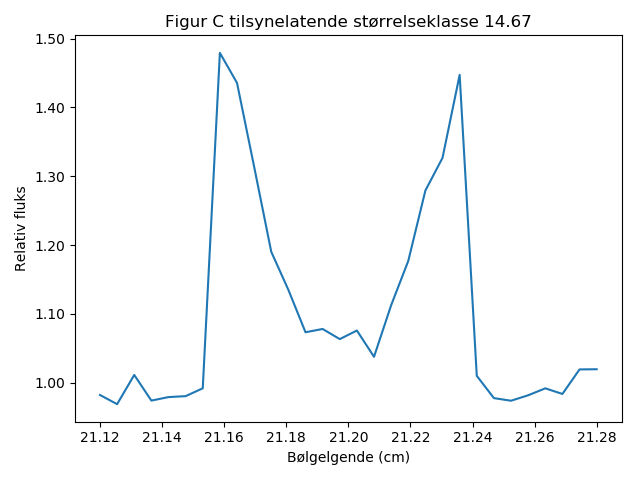 Figur C tilsynelatende størrelseklasse 14.67
1.50
1.40
1.30
1.20
1.10
1.00
Relativ fluks
21.12 21.14 21.16 21.18 21.20 21.22 21.24 21.26 21.28
Bølgelgende (cm)